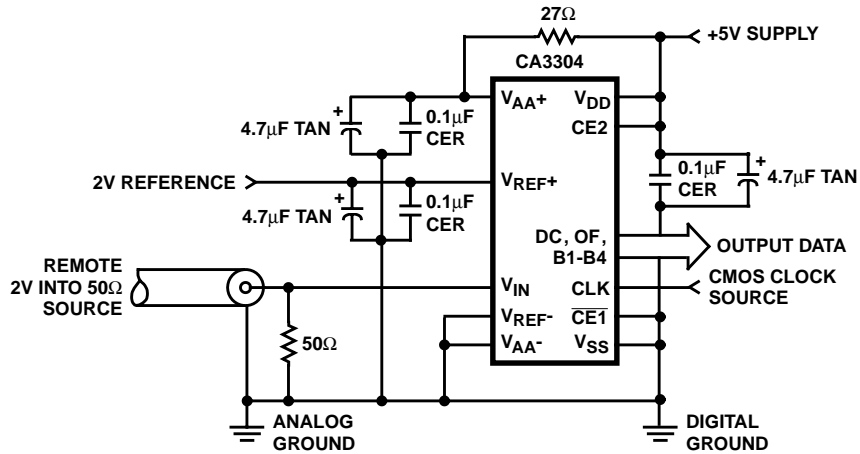 27Ω
+5V SUPPLY
CA3304
VAA+
VDD
4.7µF TAN
+
0.1µF
CER
CE2
2V REFERENCE
VREF+
0.1µF
CER
+
4.7µF TAN
4.7µF TAN
+
0.1µF
CER
DC, OF,
B1-B4
OUTPUT DATA
REMOTE
2V INTO 50Ω
SOURCE
VIN
CLK
CMOS CLOCK
SOURCE
VREF-
CE1
50Ω
VAA-
VSS
ANALOG
GROUND
DIGITAL
GROUND